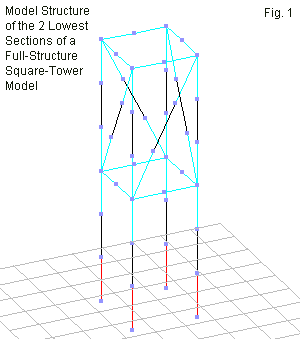 Model Structure
of the 2 Lowest
Sections of a
Full-Structure
Square-Tower
Model
Fig. 1